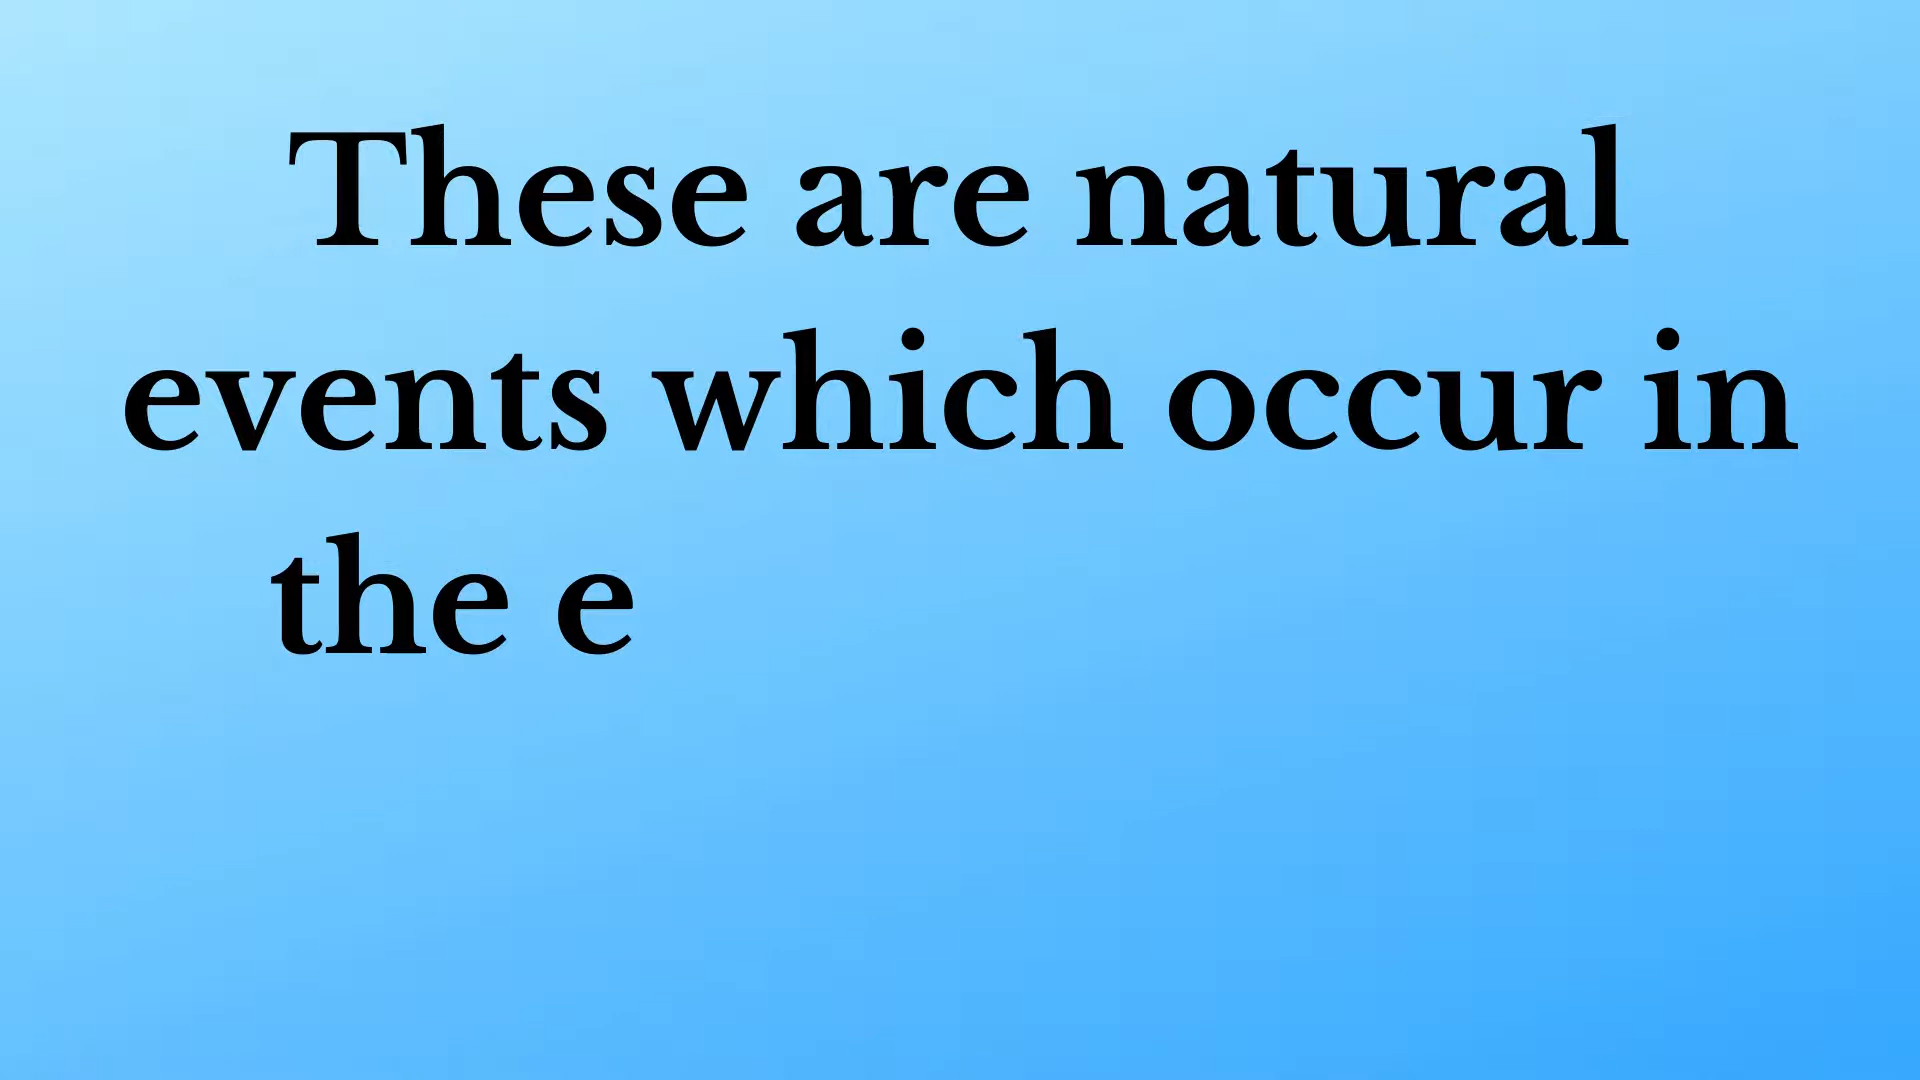 These are natural
events which occur in
the e